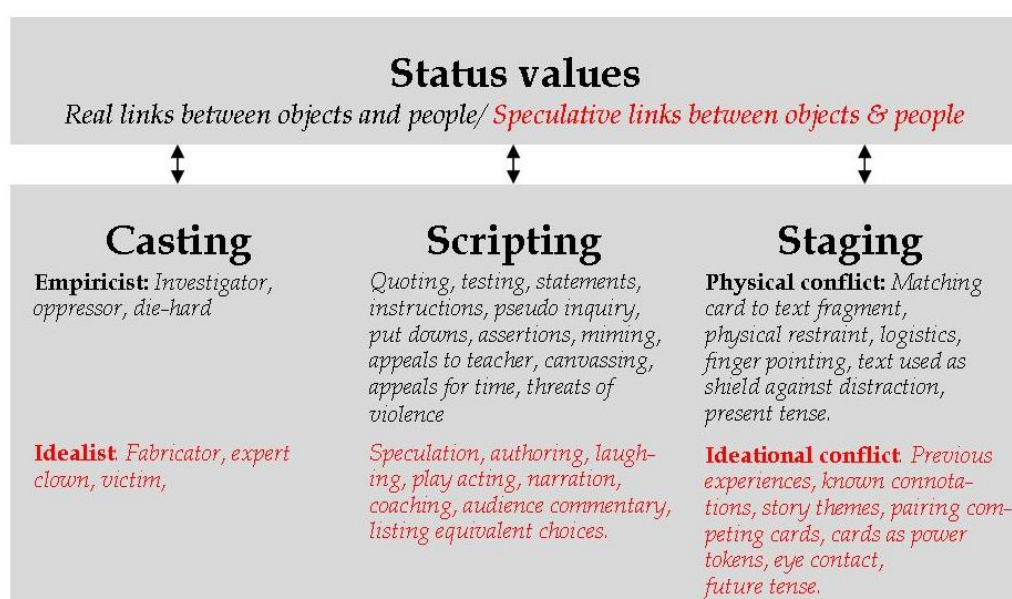 Status values
Real links between objects and people/ Speculative links between objects & people
Casting
Empiricist: Investigator,
oppressor, die-hard
Idealist. Fabricator, expert
clown, victim,
Scripting
Quoting, testing, statements,
instructions, pseudo inquiry,
put downs, assertions, miming,
appeals to teacher, canvassing,
appeals for time, threats of
violence
Speculation, authoring, laugh-
ing, play acting, narration,
coaching, audience commentary,
listing equivalent choices.
Staging
Physical conflict: Matching
card to text fragment,
physical restraint, logistics,
finger pointing, text used as
shield against distraction,
present tense.
Ideational conflict. Previous
experiences, known connota-
tions, story themes, pairing com-
peting cards, cards as power
tokens, eye contact,
future tense.